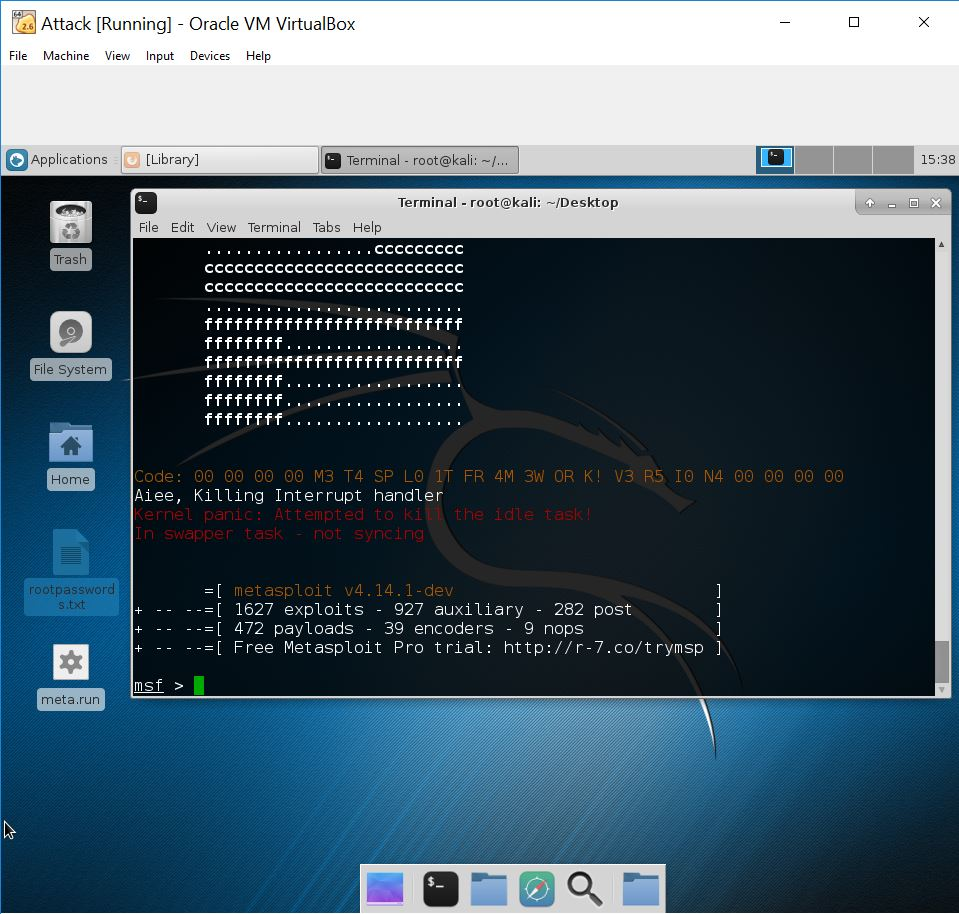 64
2.6
Attack [Running] - Oracle VM VirtualBox
File Machine View Input Devices Help
Applications
[Library]
Terminal - root@kali: ~/...
15:38
Terminal - root@kali: ~/Desktop
File Edit View Terminal Tabs Help
Trash
File System
Home
rootpassword
s.txt
meta.run
.................ccccccccc
cccccccccccccccccccccccccc
cccccccccccccccccccccccccc
..........................
ffffffffffffffffffffffffff
ffffffff..................
ffffffffffffffffffffffffff
ffffffff..................
ffffffff..................
ffffffff..................
Code: 00 00 00 00 M3 T4 SP L0 1T FR 4M 3W OR K! V3 R5 I0 N4 00 00 00 00
Aiee, Killing Interrupt handler
Kernel panic: Attempted to kill the idle task!
In swapper task - not syncing
=[ metasploit v4.14.1-dev ]
+ -- --=[ 1627 exploits - 927 auxiliary - 282 post ]
+ -- --=[ 472 payloads - 39 encoders - 9 nops ]
+ -- --=[ Free Metasploit Pro trial: http://r-7.co/trymsp ]
msf >